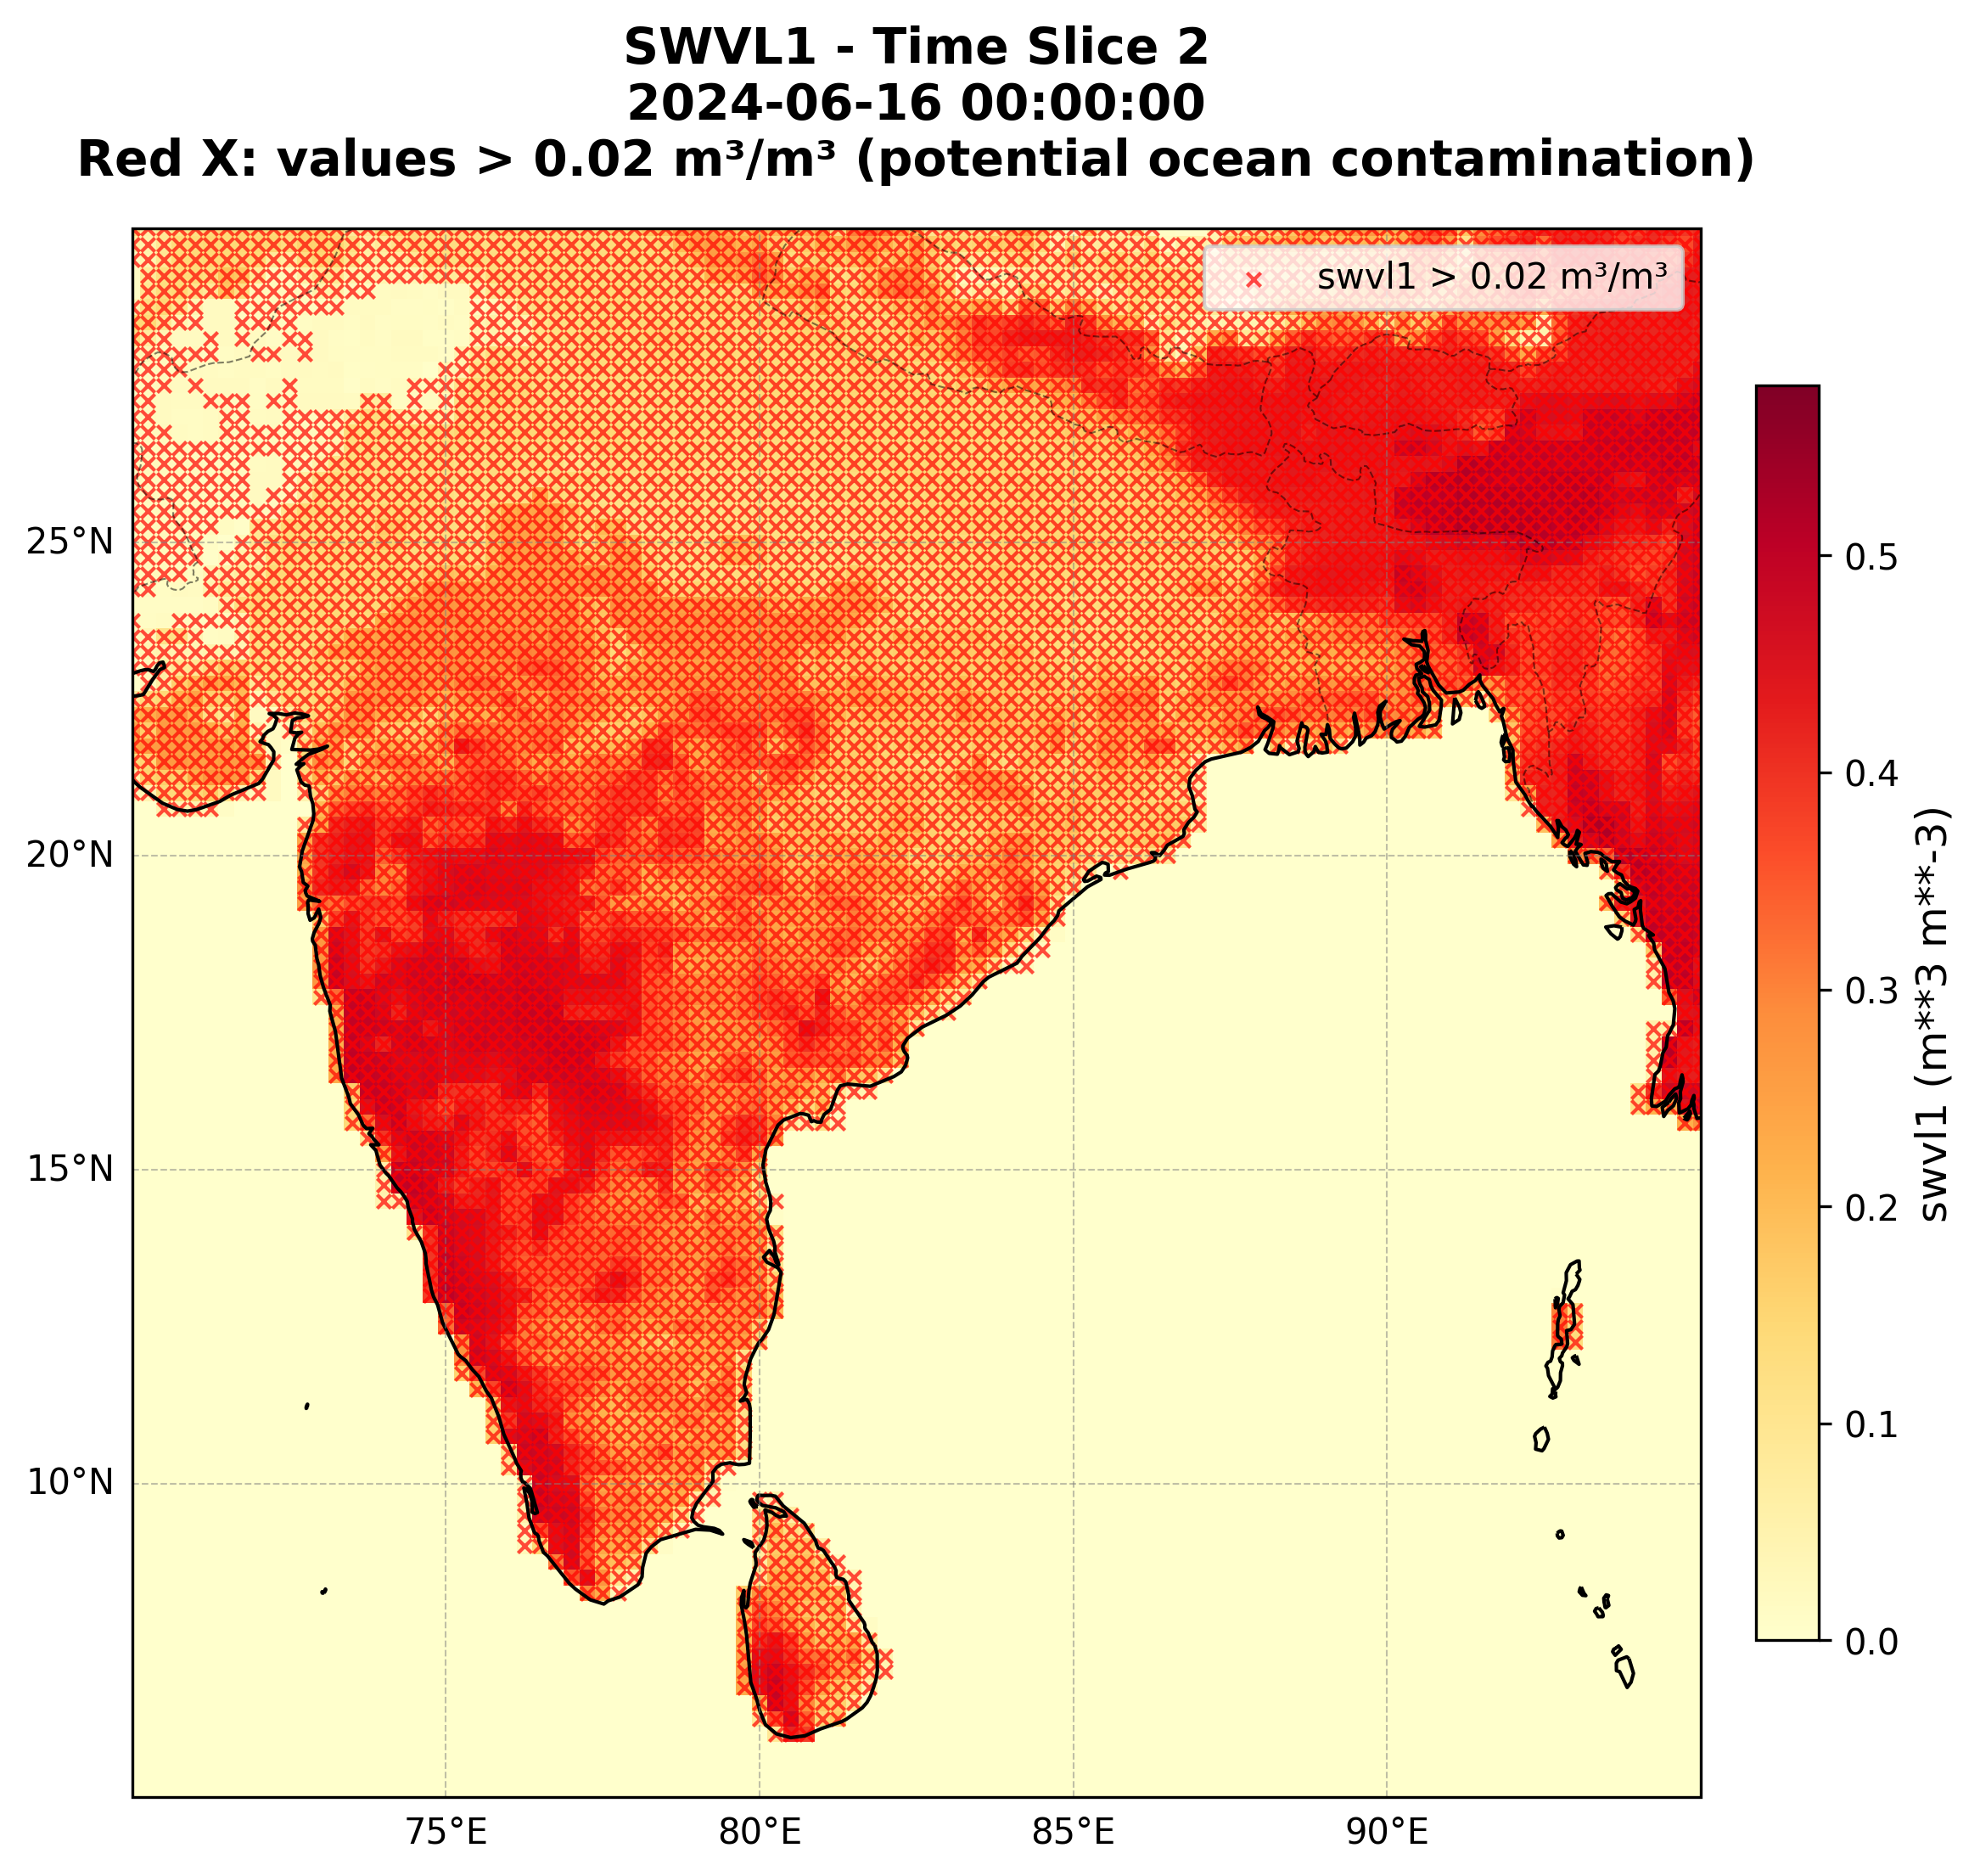 SWVL1 - Time Slice 2
2024-06-16 00:00:00
Red X: values > 0.02 m³/m³ (potential ocean contamination)
swvl1 > 0.02 m³/m³
25°N
20°N
15°N
10°N
75°E
80°E
85°E
90°E
0.5
0.4
0.3
0.2
0.1
0.0
swvl1 (m**3 m**-3)